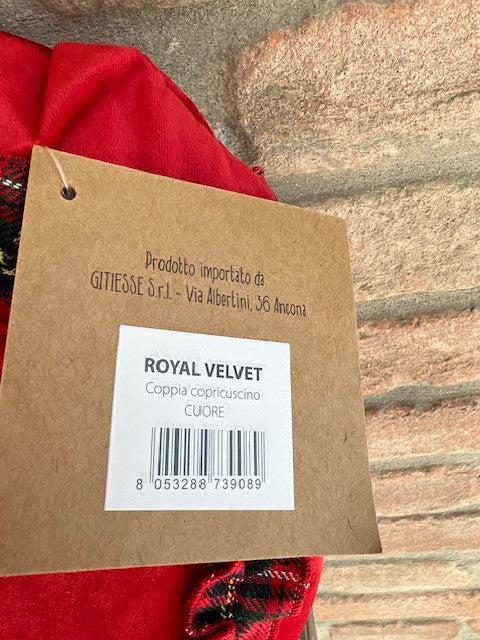 Prodotto importato da
GITIESSE S.r.l. - Via Albertini, 36 Ancona
ROYAL VELVET
Coppia copricuscino
CUORE
8 053288 739089